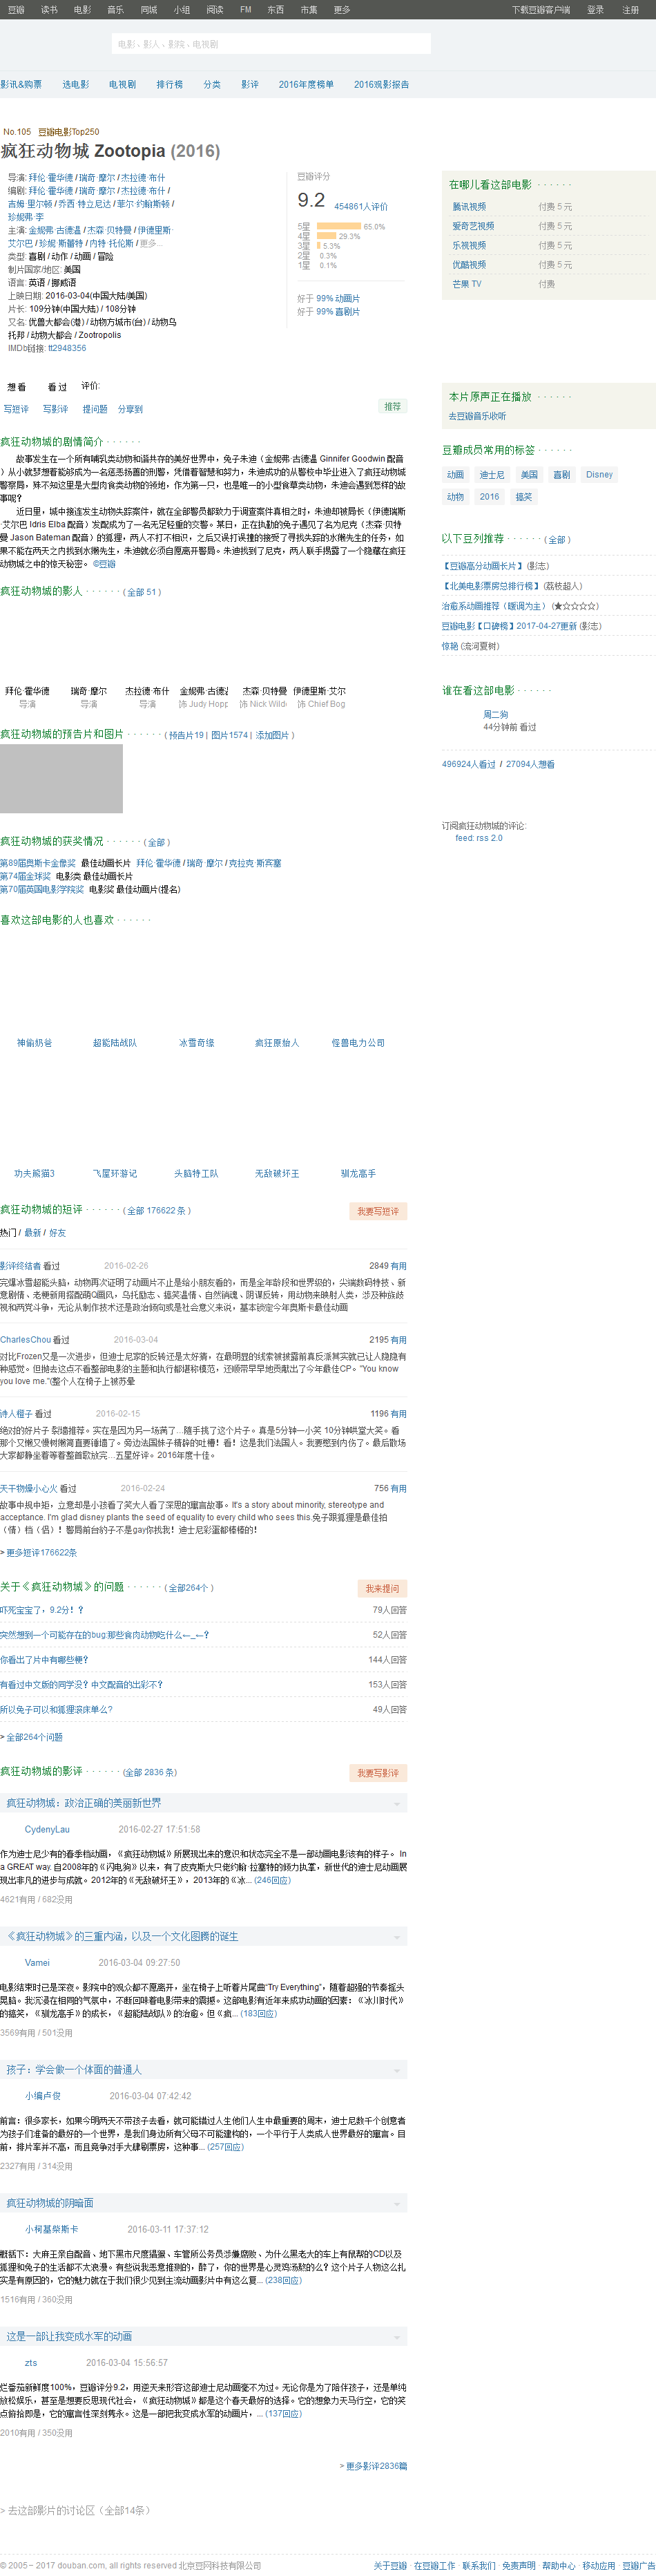 豆瓣 读书 电影 音乐 同城 小组 阅读 FM 东西 市集 更多 下载豆瓣客户端 登录 注册
电影、影人、影院、电视剧
影讯&购票 选电影 电视剧 排行榜 分类 影评 2016年度榜单 2016观影报告
No.105 豆瓣电影Top250
疯狂动物城 Zootopia (2016)
导演: 拜伦·霍华德 / 瑞奇·摩尔 / 杰拉德·布什
编剧: 拜伦·霍华德 / 瑞奇·摩尔 / 杰拉德·布什 /
吉姆·里尔顿 / 乔西·特立尼达 / 菲尔·约翰斯顿 /
珍妮弗·李
主演: 金妮弗·古德温 / 杰森·贝特曼 / 伊德里斯·
艾尔巴 / 珍妮·斯蕾特 / 内特·托伦斯 / 更多...
类型: 喜剧 / 动作 / 动画 / 冒险
制片国家/地区: 美国
语言: 英语 / 挪威语
上映日期: 2016-03-04(中国大陆/美国)
片长: 109分钟(中国大陆) / 108分钟
又名: 优兽大都会(港) / 动物方城市(台) / 动物乌
托邦 / 动物大都会 / Zootropolis
IMDb链接: tt2948356
豆瓣评分
9.2 454861人评价
5星 65.0%
4星 29.3%
3星 5.3%
2星 0.3%
1星 0.1%
好于 99% 动画片
好于 99% 喜剧片
想看 看过 评价:
写短评 写影评 提问题 分享到 推荐
疯狂动物城的剧情简介 · · · · · ·
故事发生在一个所有哺乳类动物和谐共存的美好世界中，兔子朱迪（金妮弗·古德温 Ginnifer Goodwin 配音
）从小就梦想着能够成为一名惩恶扬善的刑警，凭借着智慧和努力，朱迪成功的从警校中毕业进入了疯狂动物城
警察局，殊不知这里是大型肉食类动物的领地，作为第一只，也是唯一的小型食草类动物，朱迪会遇到怎样的故
事呢？
近日里，城中接连发生动物失踪案件，就在全部警员都致力于调查案件真相之时，朱迪却被局长（伊德瑞斯
·艾尔巴 Idris Elba 配音）发配成为了一名无足轻重的交警。某日，正在执勤的兔子遇见了名为尼克（杰森·贝特
曼 Jason Bateman 配音）的狐狸，两人不打不相识，之后又误打误撞的接受了寻找失踪的水獭先生的任务，如
果不能在两天之内找到水獭先生，朱迪就必须自愿离开警局。朱迪找到了尼克，两人联手揭露了一个隐藏在疯狂
动物城之中的惊天秘密。 ©豆瓣
疯狂动物城的影人 · · · · · · ( 全部 51 )
拜伦·霍华德 瑞奇·摩尔 杰拉德·布什 金妮弗·古德温 杰森·贝特曼 伊德里斯·艾尔
导演 导演 导演 饰 Judy Hopp 饰 Nick Wilde 饰 Chief Bog
疯狂动物城的预告片和图片 · · · · · · ( 预告片19 | 图片1574 | 添加图片 )
疯狂动物城的获奖情况 · · · · · · ( 全部 )
第89届奥斯卡金像奖 最佳动画长片 拜伦·霍华德 / 瑞奇·摩尔 / 克拉克·斯宾塞
第74届金球奖 电影类 最佳动画长片
第70届英国电影学院奖 电影奖 最佳动画片(提名)
喜欢这部电影的人也喜欢 · · · · · ·
神偷奶爸 超能陆战队 冰雪奇缘 疯狂原始人 怪兽电力公司
功夫熊猫3 飞屋环游记 头脑特工队 无敌破坏王 驯龙高手
疯狂动物城的短评 · · · · · · ( 全部 176622 条 ) 我要写短评
热门 / 最新 / 好友
影评终结者 看过 2016-02-26 2849 有用
完爆冰雪超能头脑，动物再次证明了动画片不止是给小朋友看的，而是全年龄段和世界级的，尖端数码特技、新
意剧情、老梗新用搭配萌Q画风，乌托励志、搞笑温情、自然销魂、阴谋反转，用动物来映射人类，涉及种族歧
视和两党斗争，无论从制作技术还是政治倾向或是社会意义来说，基本锁定今年奥斯卡最佳动画
CharlesChou 看过 2016-03-04 2195 有用
对比Frozen又是一次进步，但迪士尼家的反转还是太好猜，在最明显的线索被披露前真反派其实就已让人隐隐有
种感觉。但抛去这点不看整部电影的主题和执行都堪称模范，还顺带早早地贡献出了今年最佳CP。"You know
you love me."(整个人在椅子上被苏晕
诗人橙子 看过 2016-02-15 1196 有用
绝对的好片子 裂墙推荐。实在是因为另一场满了...随手挑了这个片子。真是5分钟一小笑 10分钟哄堂大笑。看
那个又懒又慢树懒简直要捶墙了。旁边法国妹子精辟的吐槽！看！这是我们法国人。我要憋到内伤了。最后散场
大家都静坐着等着整首歌放完...五星好评。2016年度十佳。
天干物燥小心火 看过 2016-02-24 756 有用
故事中规中矩，立意却是小孩看了笑大人看了深思的寓言故事。It's a story about minority, stereotype and
acceptance. I'm glad disney plants the seed of equality to every child who sees this.兔子跟狐狸是最佳拍
（情）档（侣）！警局前台豹子不是gay你找我！迪士尼彩蛋都棒棒的！
> 更多短评176622条
关于《疯狂动物城》的问题 · · · · · · ( 全部264个 ) 我来提问
吓死宝宝了，9.2分！？ 79人回答
突然想到一个可能存在的bug:那些食肉动物吃什么←_←? 52人回答
你看出了片中有哪些梗？ 144人回答
有看过中文版的同学没？中文配音的出彩不？ 153人回答
所以兔子可以和狐狸滚床单么? 49人回答
> 全部264个问题
疯狂动物城的影评 · · · · · · (全部 2836 条) 我要写影评
疯狂动物城：政治正确的美丽新世界
CydenyLau 2016-02-27 17:51:58
作为迪士尼少有的春季档动画，《疯狂动物城》所展现出来的意识和状态完全不是一部动画电影该有的样子。 In
a GREAT way. 自2008年的《闪电狗》以来，有了皮克斯大只佬约翰·拉塞特的倾力执掌，新世代的迪士尼动画展
现出非凡的进步与成就。2012年的《无敌破坏王》，2013年的《冰... (246回应)
4621有用 / 682没用
《疯狂动物城》的三重内涵，以及一个文化图腾的诞生
Vamei 2016-03-04 09:27:50
电影结束时已是深夜。影院中的观众都不愿离开，坐在椅子上听着片尾曲“Try Everything”，随着超强的节奏摇头
晃脑。我沉浸在相同的气氛中，不断回味着电影带来的震撼。这部电影有近年来成功动画的因素：《冰川时代》
的搞笑，《驯龙高手》的成长，《超能陆战队》的治愈。但《疯... (183回应)
3569有用 / 501没用
孩子：学会做一个体面的普通人
小编卢俊 2016-03-04 07:42:42
前言：很多家长，如果今明两天不带孩子去看，就可能错过人生他们人生中最重要的周末，迪士尼数千个创意者
为孩子们准备的最好的一个世界，是我们身边所有父母不可能建构的，一个平行于人类成人世界最好的寓言。目
前，排片率并不高，而且竞争对手大肆刷票房，这种事... (257回应)
2327有用 / 314没用
疯狂动物城的阴暗面
小柯基柴斯卡 2016-03-11 17:37:12
概括下：大麻王亲自配音、地下黑市尺度摄猥、车管所公务员涉嫌腐败、为什么黑老大的车上有鼠帮的CD以及
狐狸和兔子的生活都不太浪漫。有些说我恶意推测的，醉了，你的世界是心灵鸡汤熬的么？这个片子人物这么扎
实是有原因的，它的魅力就在于我们很少见到主流动画影片中有这么复... (238回应)
1516有用 / 360没用
这是一部让我变成水军的动画
zts 2016-03-04 15:56:57
烂番茄新鲜度100%，豆瓣评分9.2，用逆天来形容这部迪士尼动画毫不为过。无论你是为了陪伴孩子，还是单纯
放松娱乐，甚至是想要反思现代社会，《疯狂动物城》都是这个春天最好的选择。它的想象力天马行空，它的笑
点俯拾即是，它的寓言性深刻隽永。这是一部把我变成水军的动画片，... (137回应)
2010有用 / 350没用
> 更多影评2836篇
> 去这部影片的讨论区（全部14条）
在哪儿看这部电影 · · · · · ·
腾讯视频 付费 5 元
爱奇艺视频 付费 5 元
乐视视频 付费 5 元
优酷视频 付费 5 元
芒果 TV 付费
本片原声正在播放 · · · · · ·
去豆瓣音乐收听
豆瓣成员常用的标签 · · · · · ·
动画 迪士尼 美国 喜剧 Disney
动物 2016 搞笑
以下豆列推荐 · · · · · · ( 全部 )
【豆瓣高分动画长片】 (影志)
【北美电影票房总排行榜】 (荔枝超人)
治愈系动画推荐（暖调为主） (★☆☆☆☆)
豆瓣电影【口碑榜】2017-04-27更新 (影志)
惊艳 (流河夏树)
谁在看这部电影 · · · · · ·
周二狗
44分钟前 看过
496924人看过 / 27094人想看
订阅疯狂动物城的评论:
feed: rss 2.0
© 2005－2017 douban.com, all rights reserved 北京豆网科技有限公司 关于豆瓣 · 在豆瓣工作 · 联系我们 · 免责声明 · 帮助中心 · 移动应用 · 豆瓣广告